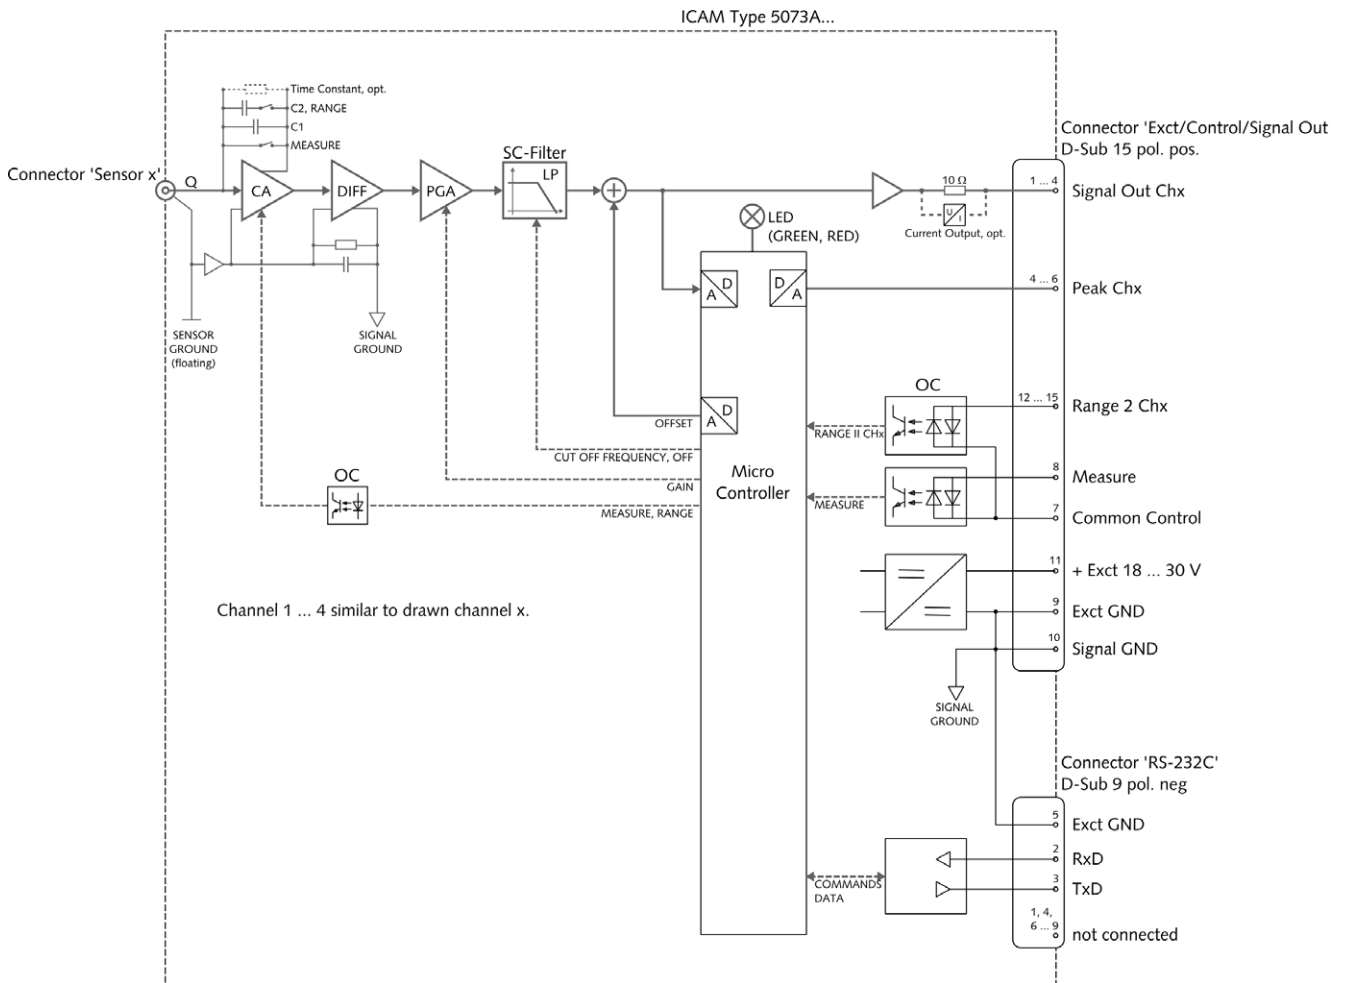 ICAM Type 5073A...
Time Constant, opt.
C2, RANGE
C1
MEASURE
Connector 'Sensor x'
Q
CA
DIFF
PGA
SC-Filter
LP
10 Ω
U
I
Current Output, opt.
Connector 'Exct/Control/Signal Out
D-Sub 15 pol. pos.
1 ... 4
Signal Out Chx
LED
(GREEN, RED)
A
D
D
A
4 ... 6
Peak Chx
SENSOR
GROUND
(floating)
SIGNAL
GROUND
OC
12 ... 15
Range 2 Chx
A
D
OFFSET
RANGE II CHx
CUT OFF FREQUENCY, OFF
GAIN
OC
MEASURE, RANGE
Micro
Controller
MEASURE
8
Measure
7
Common Control
11
+ Exct 18 ... 30 V
9
Exct GND
10
Signal GND
Channel 1 ... 4 similar to drawn channel x.
SIGNAL
GROUND
Connector 'RS-232C'
D-Sub 9 pol. neg
5
Exct GND
2
RxD
3
TxD
COMMANDS
DATA
1, 4,
6 ... 9
not connected